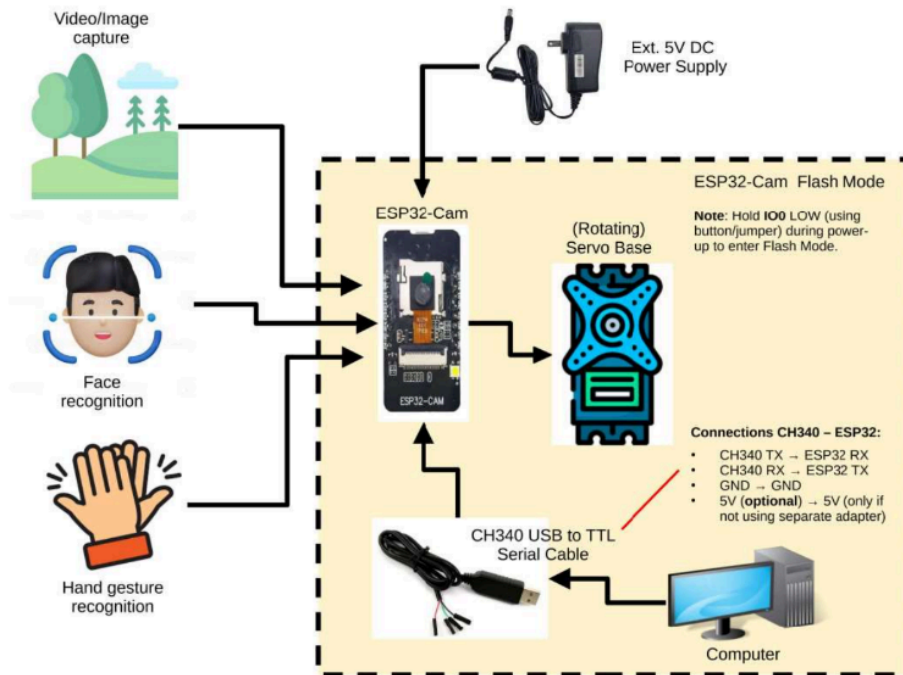 Video/Image
capture
Ext. 5V DC
Power Supply
ESP32-Cam Flash Mode
Note: Hold IO0 LOW (using
button/jumper) during power-
up to enter Flash Mode.
ESP32-Cam
(Rotating)
Servo Base
ESP32-CAM
Face
recognition
Connections CH340 – ESP32:
• CH340 TX → ESP32 RX
• CH340 RX → ESP32 TX
• GND → GND
• 5V (optional) → 5V (only if
not using separate adapter)
CH340 USB to TTL
Serial Cable
Hand gesture
recognition
Computer